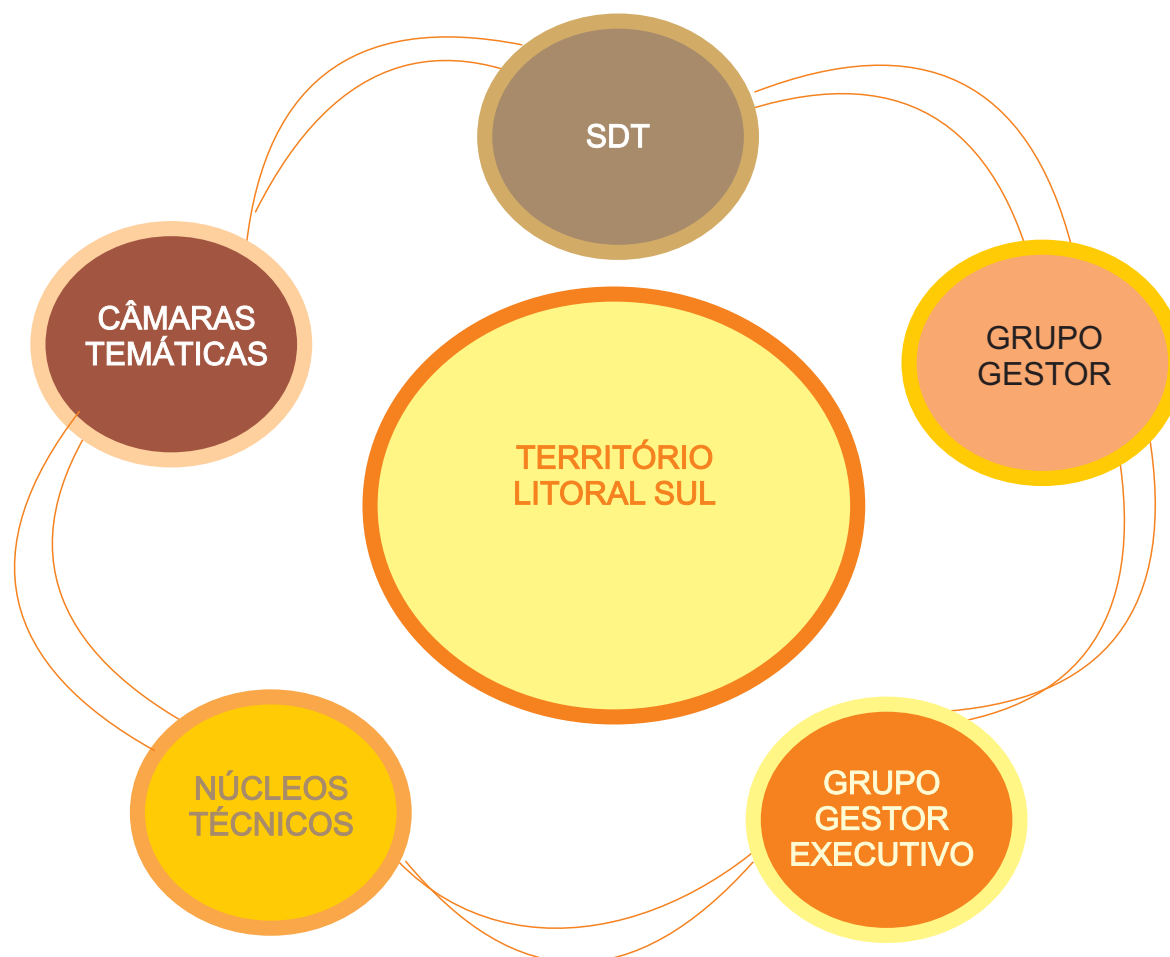 SDT
CÂMARAS
TEMÁTICAS
GRUPO
GESTOR
TERRITÓRIO
LITORAL SUL
NÚCLEOS
TÉCNICOS
GRUPO
GESTOR
EXECUTIVO